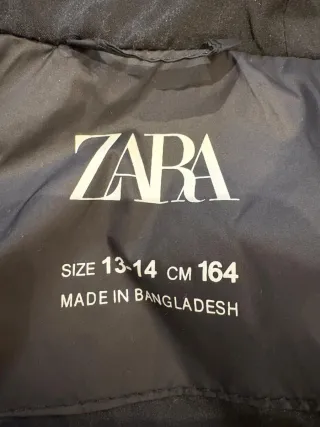 ZARA
SIZE 13-14 CM 164
MADE IN BANGLADESH